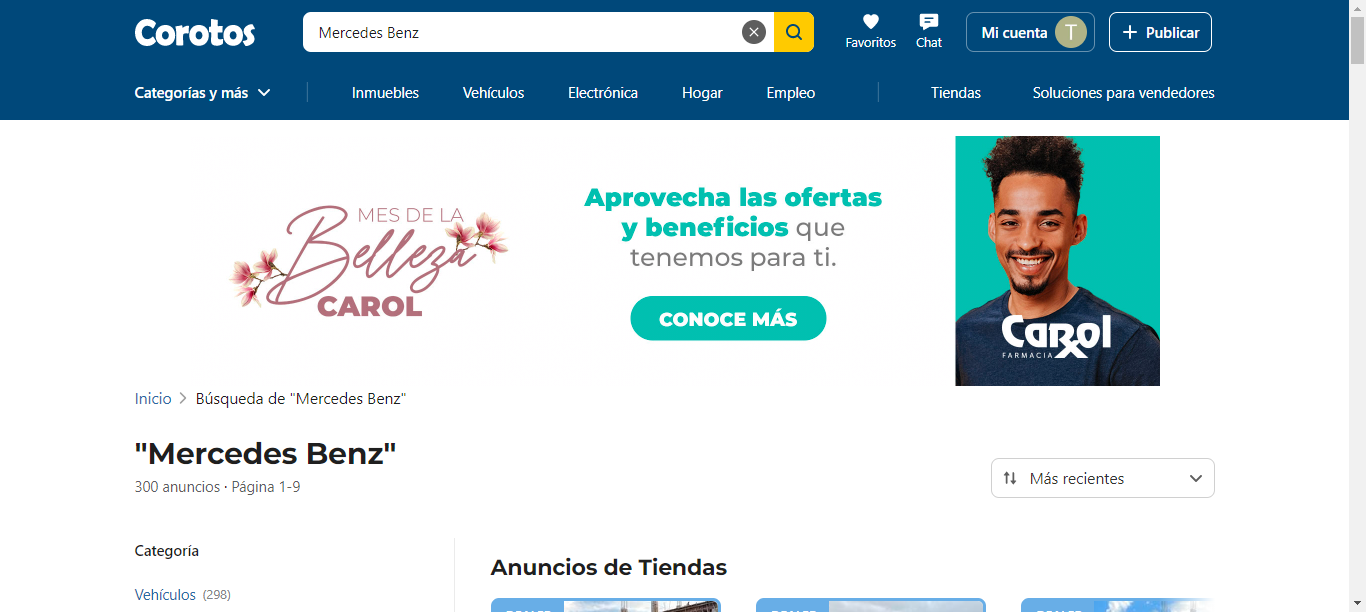 Corotos
Mercedes Benz
Favoritos
Chat
Mi cuenta
T
Publicar
Categorías y más
Inmuebles
Vehículos
Electrónica
Hogar
Empleo
Tiendas
Soluciones para vendedores
MES DE LA
Belleza
CAROL
Aprovecha las ofertas
y beneficios que
tenemos para ti.
CONOCE MÁS
Carol
FARMACIA
Inicio
Búsqueda de "Mercedes Benz"
"Mercedes Benz"
300 anuncios · Página 1-9
Más recientes
Categoría
Vehículos (298)
Anuncios de Tiendas